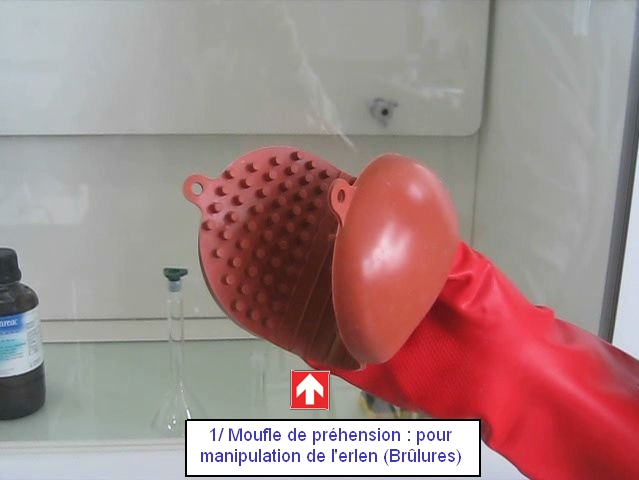 1/ Moufle de préhension : pour
manipulation de l'erlen (Brûlures)